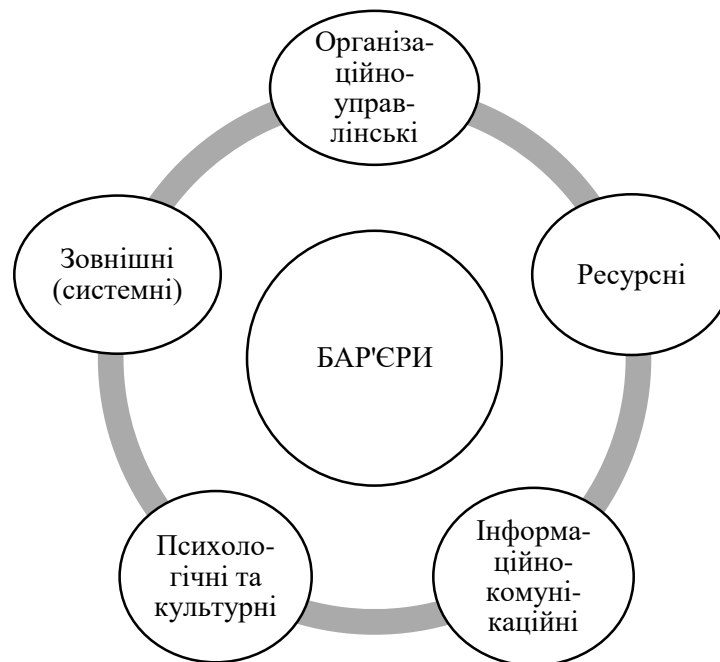 Організа-
ційно-
управ-
лінські
Зовнішні
(системні)
Ресурсні
БАР'ЄРИ
Психоло-
гічні та
культурні
Інформа-
ційно-
комуні-
каційні